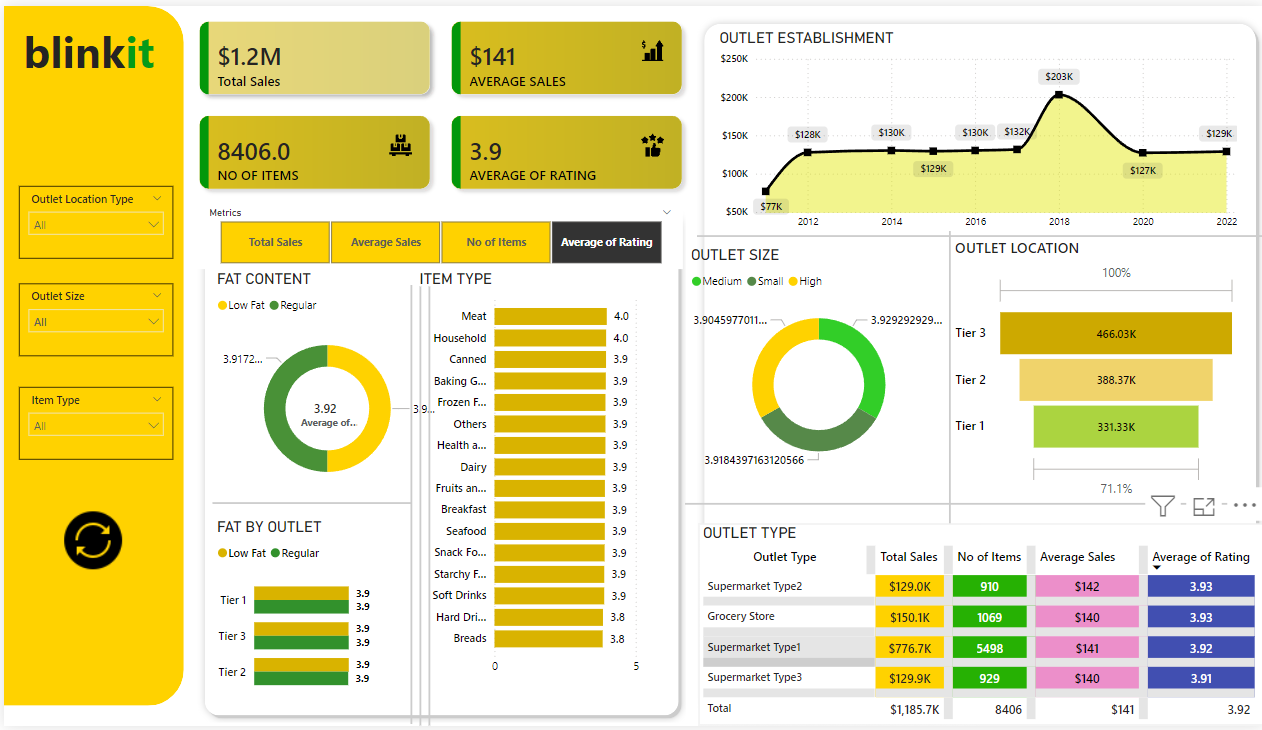 blinkit
Outlet Location Type
All
Outlet Size
All
Item Type
All
$1.2M
Total Sales
$141
AVERAGE SALES
8406.0
NO OF ITEMS
3.9
AVERAGE OF RATING
Metrics
Total Sales
Average Sales
No of Items
Average of Rating
FAT CONTENT
Low Fat Regular
3.9172...
3.9...
3.92
Average of...
FAT BY OUTLET
Low Fat Regular
Tier 1 3.9
3.9
Tier 3 3.9
3.9
Tier 2 3.9
3.9
ITEM TYPE
Meat 4.0
Household 4.0
Canned 3.9
Baking G... 3.9
Frozen F... 3.9
Others 3.9
Health a... 3.9
Dairy 3.9
Fruits an... 3.9
Breakfast 3.9
Seafood 3.9
Snack Fo... 3.9
Starchy F... 3.9
Soft Drinks 3.9
Hard Dri... 3.8
Breads 3.8
0 5
OUTLET ESTABLISHMENT
$250K
$200K
$150K
$100K
$50K
$77K
$128K
$130K
$129K
$130K
$132K
$203K
$127K
$129K
2012 2014 2016 2018 2020 2022
OUTLET SIZE
Medium Small High
3.9045977011...
3.929292929...
3.9184397163120566
OUTLET LOCATION
100%
Tier 3 466.03K
Tier 2 388.37K
Tier 1 331.33K
71.1%
OUTLET TYPE
Outlet Type Total Sales No of Items Average Sales Average of Rating
Supermarket Type2 $129.0K 910 $142 3.93
Grocery Store $150.1K 1069 $140 3.93
Supermarket Type1 $776.7K 5498 $141 3.92
Supermarket Type3 $129.9K 929 $140 3.91
Total $1,185.7K 8406 $141 3.92